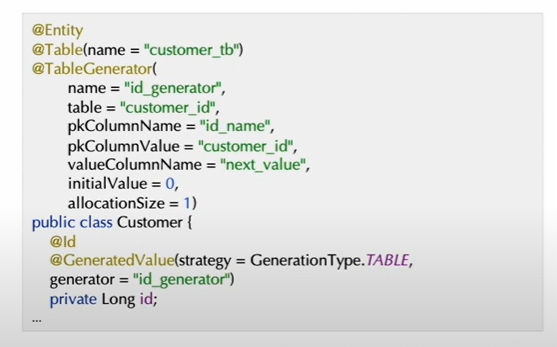 @Entity
@Table(name = "customer_tb")
@TableGenerator(
name = "id_generator",
table = "customer_id",
pkColumnName = "id_name",
pkColumnValue = "customer_id",
valueColumnName = "next_value",
initialValue = 0,
allocationSize = 1)
public class Customer {
@Id
@GeneratedValue(strategy = GenerationType.TABLE,
generator = "id_generator")
private Long id;
...